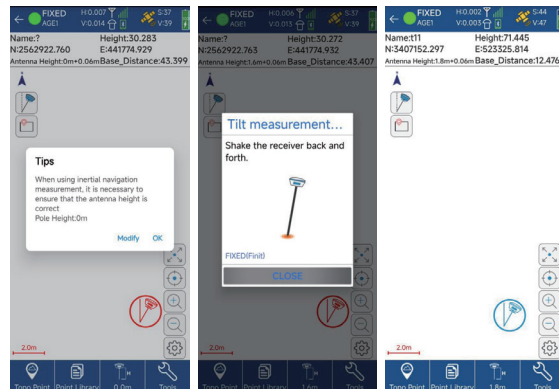 FIXED
AGE1
H:0.007
V:0.014
S:37
V:39
Name:?
Height:30.283
N:2562922.760
E:441774.929
Antenna Height:0m+0.06m
Base_Distance:43.399
Tips
When using inertial navigation
measurement, it is necessary to
ensure that the antenna height is
correct
Pole Height:0m
Modify
OK
2.0m
Topo Point
Point Library
0.0m
Tools
FIXED
AGE1
H:0.006
V:0.013
S:37
V:39
Name:?
Height:30.272
N:2562922.763
E:441774.932
Antenna Height:1.6m+0.06m
Base_Distance:43.407
Tilt measurement...
Shake the receiver back and
forth.
FIXED(Finit)
CLOSE
2.0m
Topo Point
Point Library
1.6m
Tools
FIXED
AGE1
H:0.002
V:0.003
S:44
V:47
Name:t11
Height:71.445
N:3407152.297
E:523325.814
Antenna Height:1.8m+0.06m
Base_Distance:12.476
2.0m
Topo Point
Point Library
1.8m
Tools